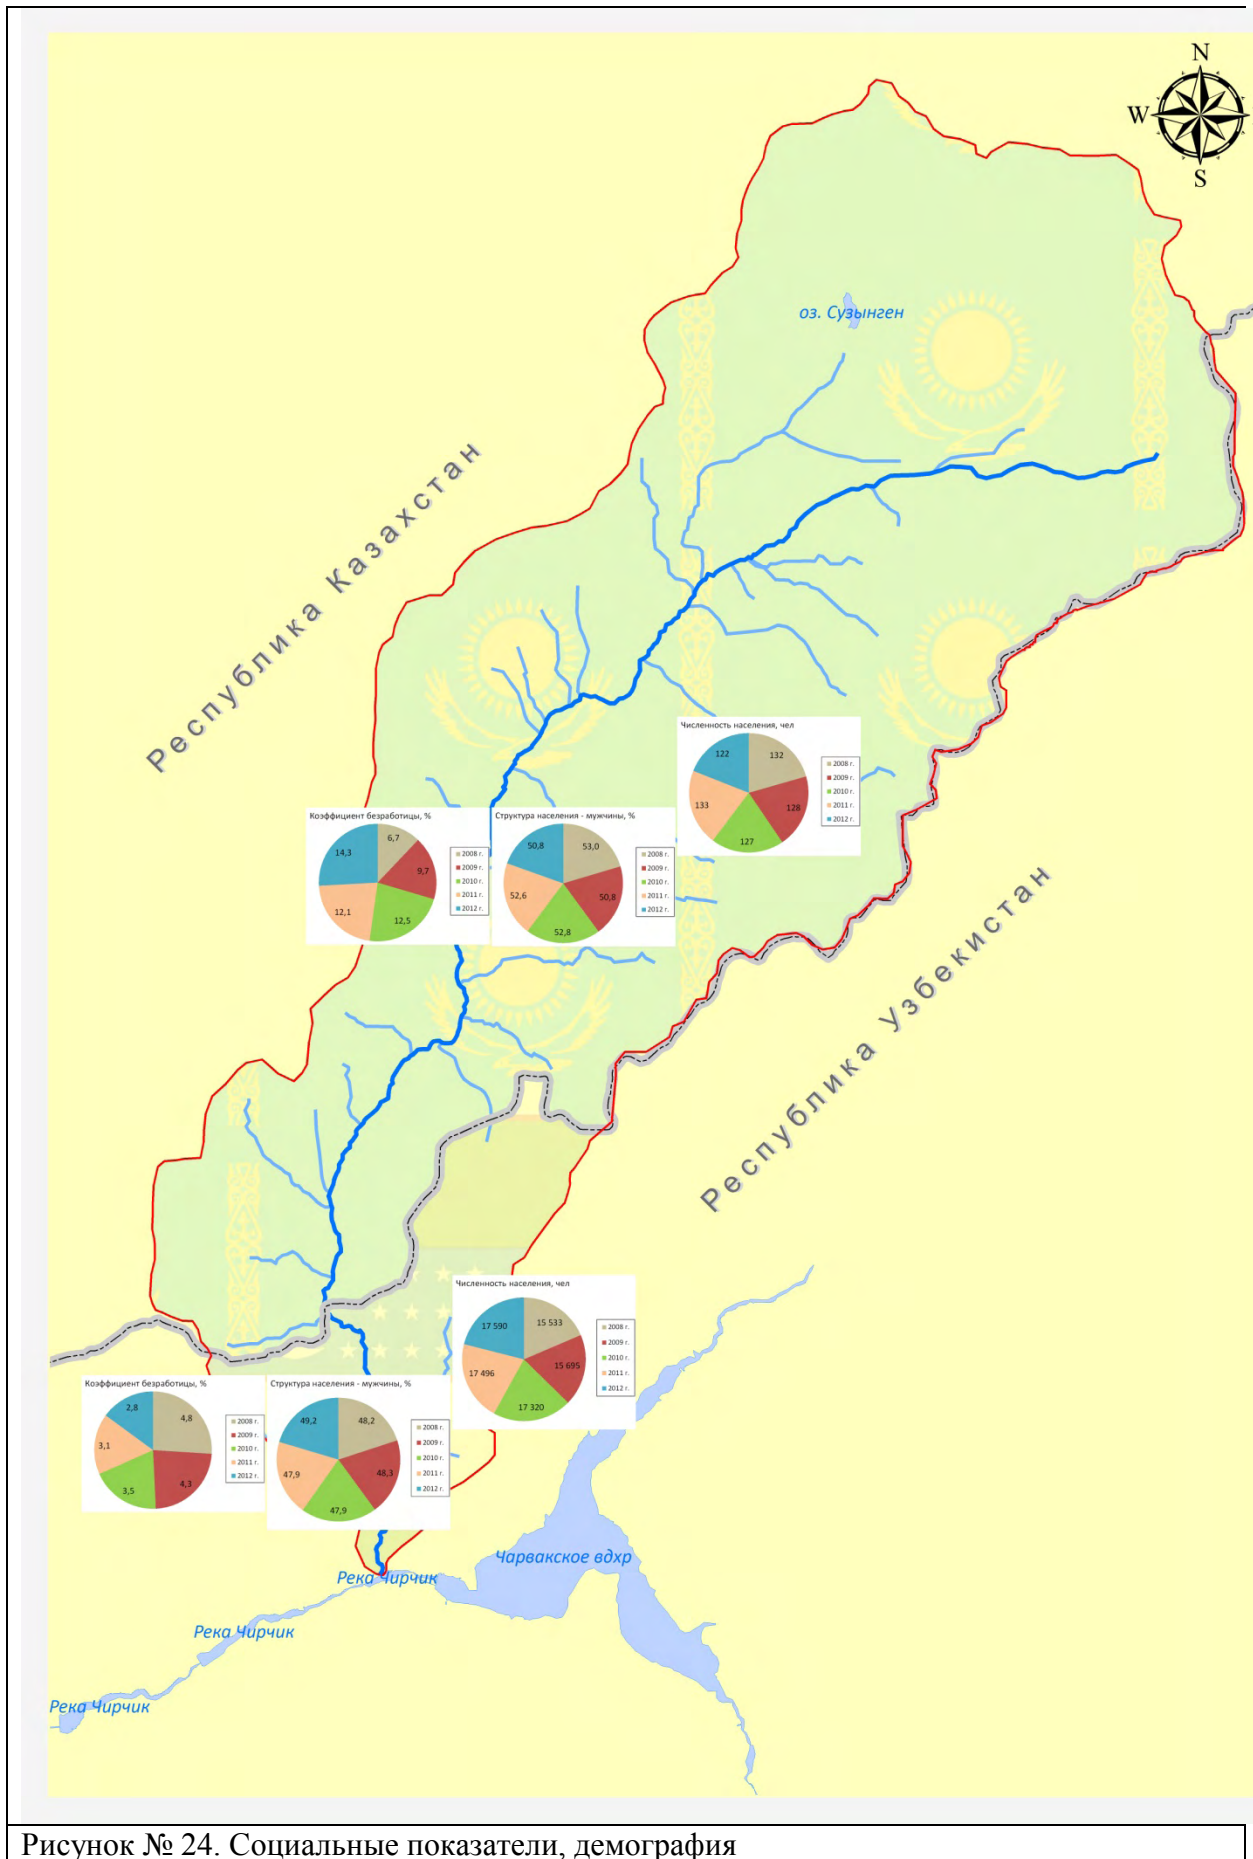 N
W
S
оз. Сузынген
Республика Казахстан
Численность населения, чел
132
128
127
133
122
2008 г.
2009 г.
2010 г.
2011 г.
2012 г.
Коэффициент безработицы, %
6,7
9,7
12,5
12,1
14,3
2008 г.
2009 г.
2010 г.
2011 г.
2012 г.
Структура населения - мужчины, %
53,0
50,8
52,8
52,6
50,8
2008 г.
2009 г.
2010 г.
2011 г.
2012 г.
Республика Узбекистан
Численность населения, чел
15 533
15 695
17 320
17 496
17 590
2008 г.
2009 г.
2010 г.
2011 г.
2012 г.
Коэффициент безработицы, %
4,8
4,3
3,5
3,1
2,8
2008 г.
2009 г.
2010 г.
2011 г.
2012 г.
Структура населения - мужчины, %
48,2
48,3
47,9
47,9
49,2
2008 г.
2009 г.
2010 г.
2011 г.
2012 г.
Чарвакское вдхр
Река Чирчик
Река Чирчик
Река Чирчик
Рисунок № 24. Социальные показатели, демография